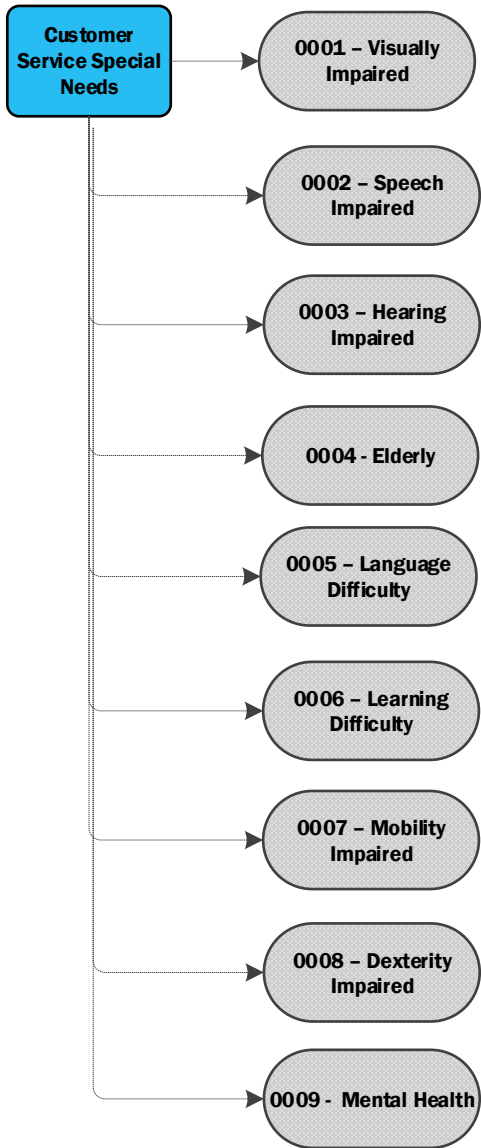 Customer
Service Special
Needs
0001 – Visually
Impaired
0002 – Speech
Impaired
0003 – Hearing
Impaired
0004 - Elderly
0005 – Language
Difficulty
0006 – Learning
Difficulty
0007 – Mobility
Impaired
0008 – Dexterity
Impaired
0009 - Mental Health